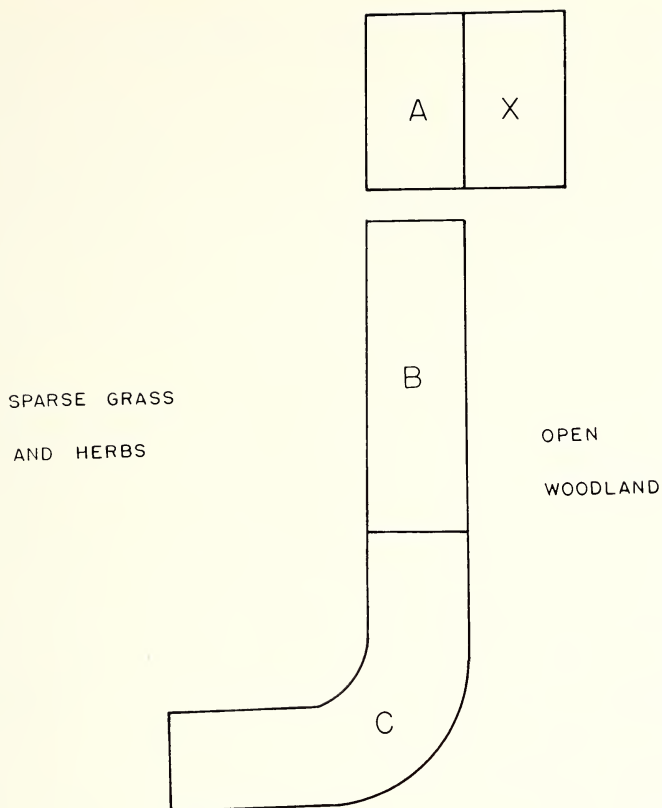 A X
B
SPARSE GRASS
AND HERBS
OPEN
WOODLAND
C